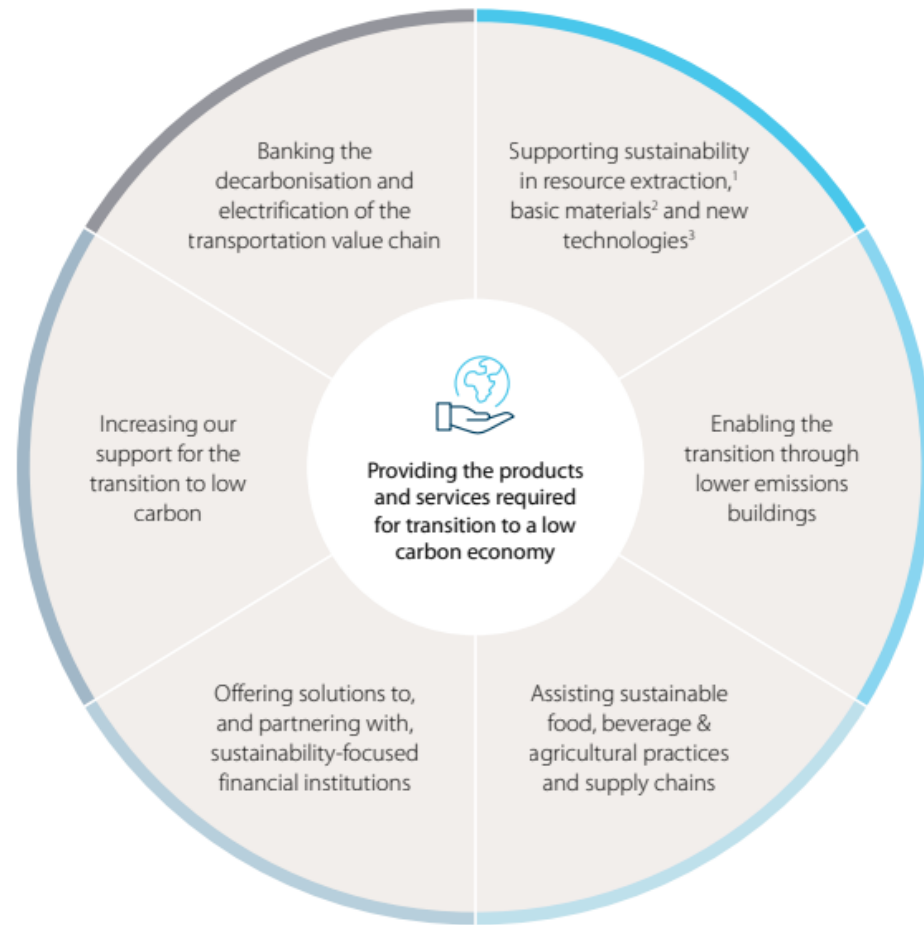 Banking the
decarbonisation and
electrification of the
transportation value chain
Supporting sustainability
in resource extraction,¹
basic materials² and new
technologies³
Increasing our
support for the
transition to low
carbon
Providing the products
and services required
for transition to a low
carbon economy
Enabling the
transition through
lower emissions
buildings
Offering solutions to,
and partnering with,
sustainability-focused
financial institutions
Assisting sustainable
food, beverage &
agricultural practices
and supply chains